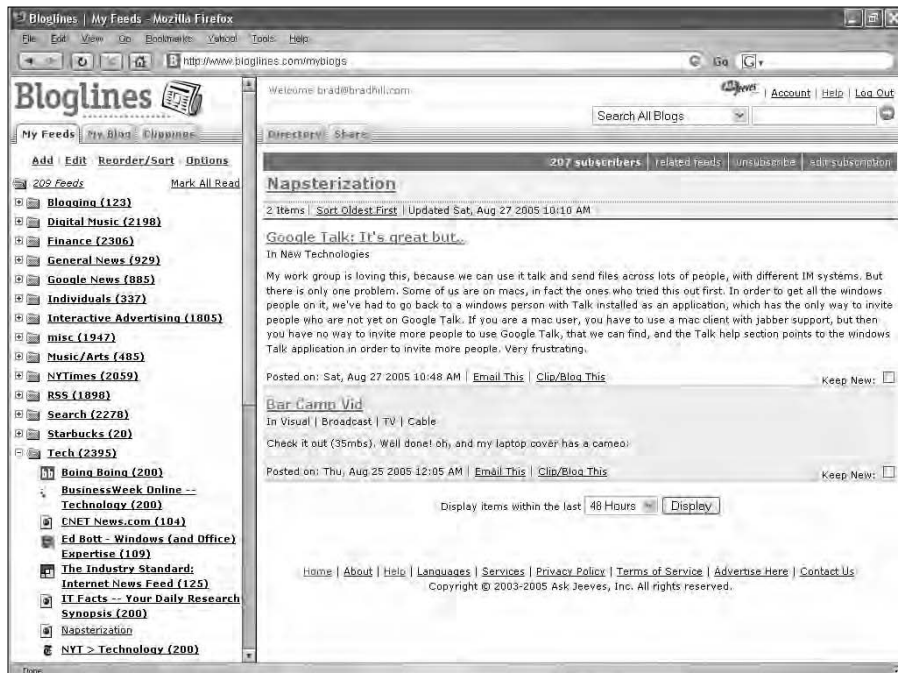 Bloglines | My Feeds - Mozilla Firefox
File Edit View Go Bookmarks Yahoo! Tools Help
http://www.bloglines.com/myblogs
Go
G
Bloglines
My Feeds My Blog Clippings
Add Edit Reorder/Sort Options
209 Feeds Mark All Read
Blogging (123)
Digital Music (2198)
Finance (2306)
General News (929)
Google News (885)
Individuals (337)
Interactive Advertising (1805)
misc (1947)
Music/Arts (485)
NYTimes (2059)
RSS (1898)
Search (2278)
Starbucks (20)
Tech (2395)
bb Boing Boing (200)
BusinessWeek Online --
Technology (200)
CNET News.com (104)
Ed Bott - Windows (and Office)
Expertise (109)
The Industry Standard:
Internet News Feed (125)
IT Facts -- Your Daily Research
Synopsis (200)
Napsterization
NYT > Technology (200)
Welcome brad@bradhill.com
Ask Jeeves | Account | Help | Log Out
Search All Blogs
Directory Share
207 subscribers | related feeds | unsubscribe | edit subscription
Napsterization
2 Items | Sort Oldest First | Updated Sat, Aug 27 2005 10:10 AM
Google Talk: It's great but..
In New Technologies
My work group is loving this, because we can use it talk and send files across lots of people, with different IM systems. But
there is only one problem. Some of us are on macs, in fact the ones who tried this out first. In order to get all the windows
people on it, we've had to go back to a windows person with Talk installed as an application, which has the only way to invite
people who are not yet on Google Talk. If you are a mac user, you have to use a mac client with jabber support, but then
you have no way to invite more people to use Google Talk, that we can find, and the Talk help section points to the windows
Talk application in order to invite more people. Very frustrating.
Posted on: Sat, Aug 27 2005 10:48 AM | Email This | Clip/Blog This Keep New:
Bar Camp Vid
In Visual | Broadcast | TV | Cable
Check it out (35mbs). Well done! oh, and my laptop cover has a cameo.
Posted on: Thu, Aug 25 2005 12:05 AM | Email This | Clip/Blog This Keep New:
Display items within the last 48 Hours Display
Home | About | Help | Languages | Services | Privacy Policy | Terms of Service | Advertise Here | Contact Us
Copyright © 2003-2005 Ask Jeeves, Inc. All rights reserved.
Done